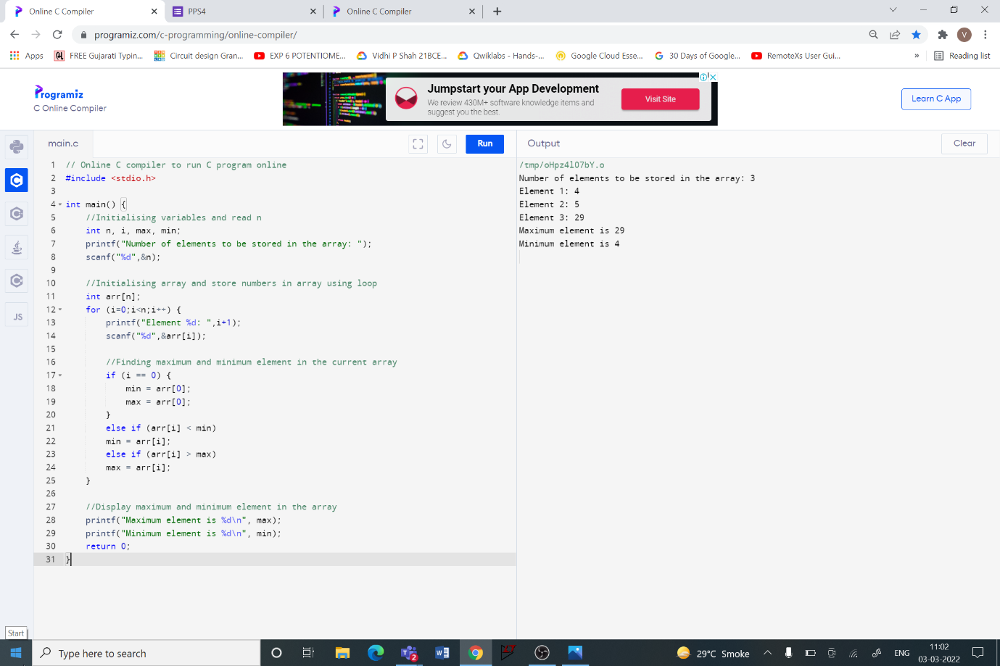 Online C Compiler
PPS4
Online C Compiler
programiz.com/c-programming/online-compiler/
V
Apps
FREE Gujarati Typin...
Circuit design Gran...
EXP 6 POTENTIOME...
Vidhi P Shah 21BCE...
Qwiklabs - Hands-...
Google Cloud Esse...
30 Days of Google...
RemoteXs User Gui...
»
Reading list
Programiz
C Online Compiler
Jumpstart your App Development
We review 430M+ software knowledge items and
suggest you the best.
Visit Site
Learn C App
main.c
Run
Output
Clear
JS
1 // Online C compiler to run C program online
2 #include <stdio.h>
3
4 int main() {
5 //Initialising variables and read n
6 int n, i, max, min;
7 printf("Number of elements to be stored in the array: ");
8 scanf("%d",&n);
9
10 //Initialising array and store numbers in array using loop
11 int arr[n];
12 for (i=0;i<n;i++) {
13 printf("Element %d: ",i+1);
14 scanf("%d",&arr[i]);
15
16 //Finding maximum and minimum element in the current array
17 if (i == 0) {
18 min = arr[0];
19 max = arr[0];
20 }
21 else if (arr[i] < min)
22 min = arr[i];
23 else if (arr[i] > max)
24 max = arr[i];
25 }
26
27 //Display maximum and minimum element in the array
28 printf("Maximum element is %d\n", max);
29 printf("Minimum element is %d\n", min);
30 return 0;
31 }
/tmp/oHpz4lO7bY.o
Number of elements to be stored in the array: 3
Element 1: 4
Element 2: 5
Element 3: 29
Maximum element is 29
Minimum element is 4
Start
Type here to search
2
29°C Smoke
ENG
11:02
03-03-2022